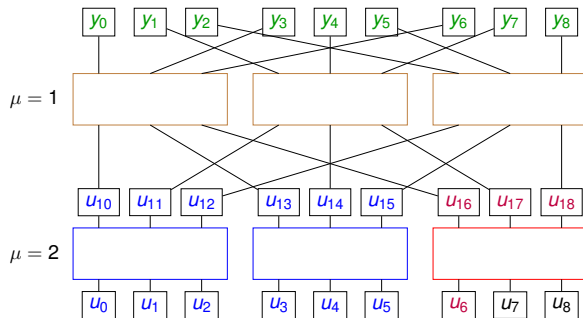 y0 y1 y2 y3 y4 y5 y6 y7 y8
μ = 1
u10 u11 u12 u13 u14 u15 u16 u17 u18
μ = 2
u0 u1 u2 u3 u4 u5 u6 u7 u8